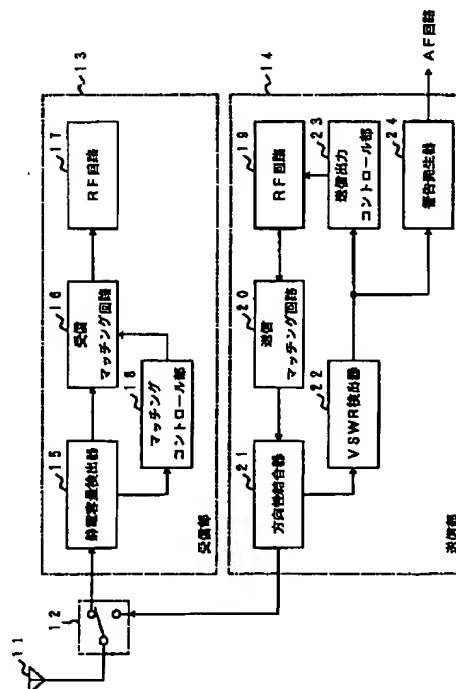 11
12
13
15
静電容量検出器
16
受信
マッチング回路
17
RF回路
18
マッチング
コントロール部
受信部
14
21
方向性結合器
20
送信
マッチング回路
19
RF回路
22
VSWR検出器
23
送信出力
コントロール部
24
警告発生器
AF回路
送信部